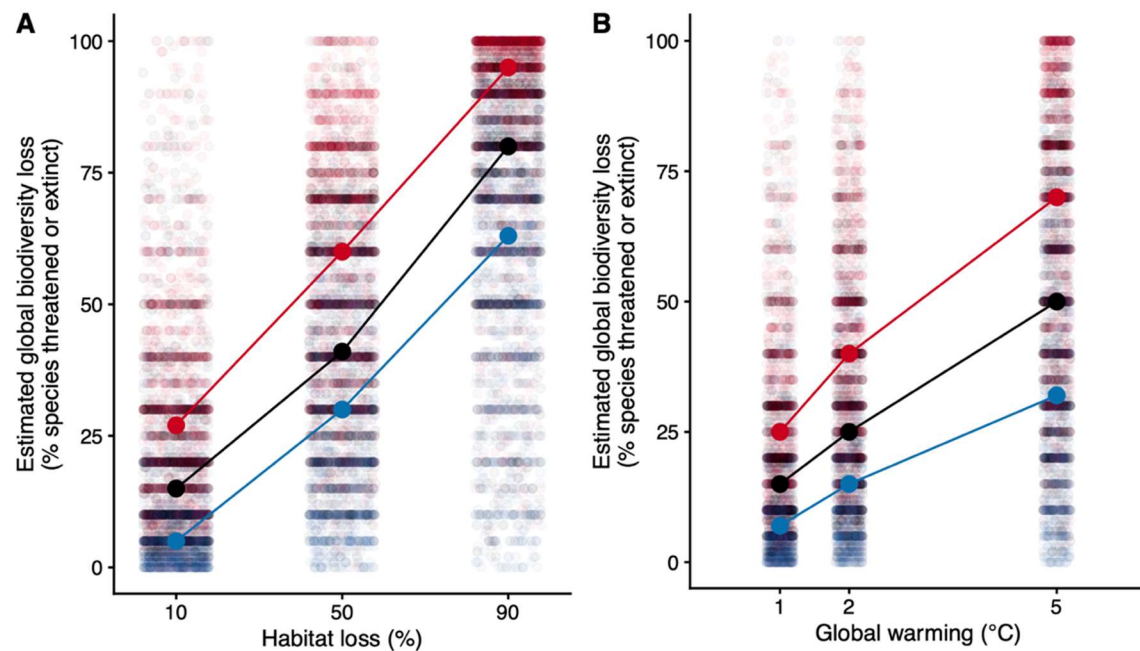 A
Estimated global biodiversity loss
(% species threatened or extinct)
100
75
50
25
0
10 50 90
Habitat loss (%)
B
Estimated global biodiversity loss
(% species threatened or extinct)
100
75
50
25
0
1 2 5
Global warming (°C)